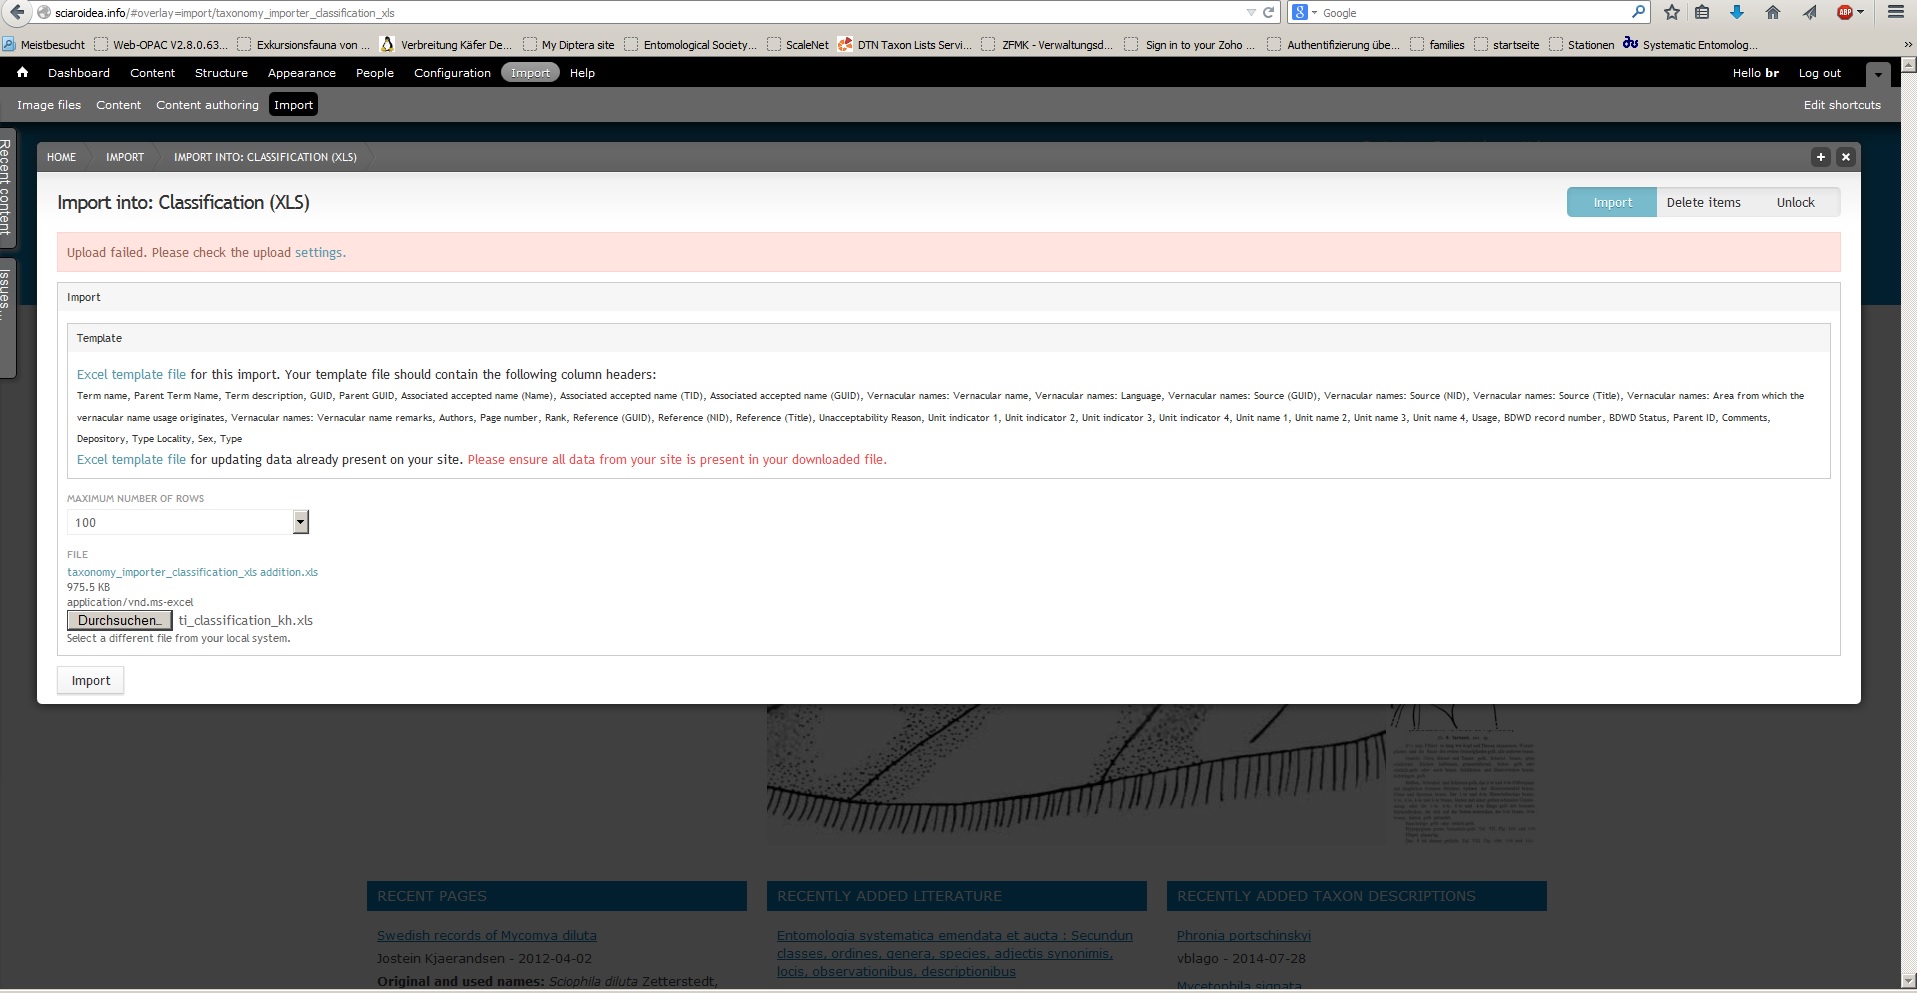 sciaroidea.info/#overlay=import/taxonomy_importer_classification_xls
Google
Meistbesucht Web-OPAC V2.8.0.63... Exkursionsfauna von ... Verbreitung Käfer De... My Diptera site Entomological Society... ScaleNet DTN Taxon Lists Servi... ZFMK - Verwaltungsd... Sign in to your Zoho ... Authentifizierung übe... families startseite Stationen Systematic Entomolog...
Dashboard Content Structure Appearance People Configuration Import Help Hello br Log out
Image files Content Content authoring Import Edit shortcuts
Recent content
Issues...
HOME IMPORT IMPORT INTO: CLASSIFICATION (XLS)
Import into: Classification (XLS)
Import Delete items Unlock
Upload failed. Please check the upload settings.
Import
Template
Excel template file for this import. Your template file should contain the following column headers:
Term name, Parent Term Name, Term description, GUID, Parent GUID, Associated accepted name (Name), Associated accepted name (TID), Associated accepted name (GUID), Vernacular names: Vernacular name, Vernacular names: Language, Vernacular names: Source (GUID), Vernacular names: Source (NID), Vernacular names: Source (Title), Vernacular names: Area from which the
vernacular name usage originates, Vernacular names: Vernacular name remarks, Authors, Page number, Rank, Reference (GUID), Reference (NID), Reference (Title), Unacceptability Reason, Unit indicator 1, Unit indicator 2, Unit indicator 3, Unit indicator 4, Unit name 1, Unit name 2, Unit name 3, Unit name 4, Usage, BDWD record number, BDWD Status, Parent ID, Comments,
Depository, Type Locality, Sex, Type
Excel template file for updating data already present on your site. Please ensure all data from your site is present in your downloaded file.
MAXIMUM NUMBER OF ROWS
100
FILE
taxonomy_importer_classification_xls addition.xls
975.5 KB
application/vnd.ms-excel
Durchsuchen… ti_classification_kh.xls
Select a different file from your local system.
Import
RECENT PAGES
Swedish records of Mycomya diluta
Jostein Kjaerandsen - 2012-04-02
Original and used names: Sciophila diluta Zetterstedt,
RECENTLY ADDED LITERATURE
Entomologia systematica emendata et aucta : Secundun
classes, ordines, genera, species, adjectis synonimis,
locis, observationibus, descriptionibus
RECENTLY ADDED TAXON DESCRIPTIONS
Phronia portschinskyi
vblago - 2014-07-28
Mycetophila signata